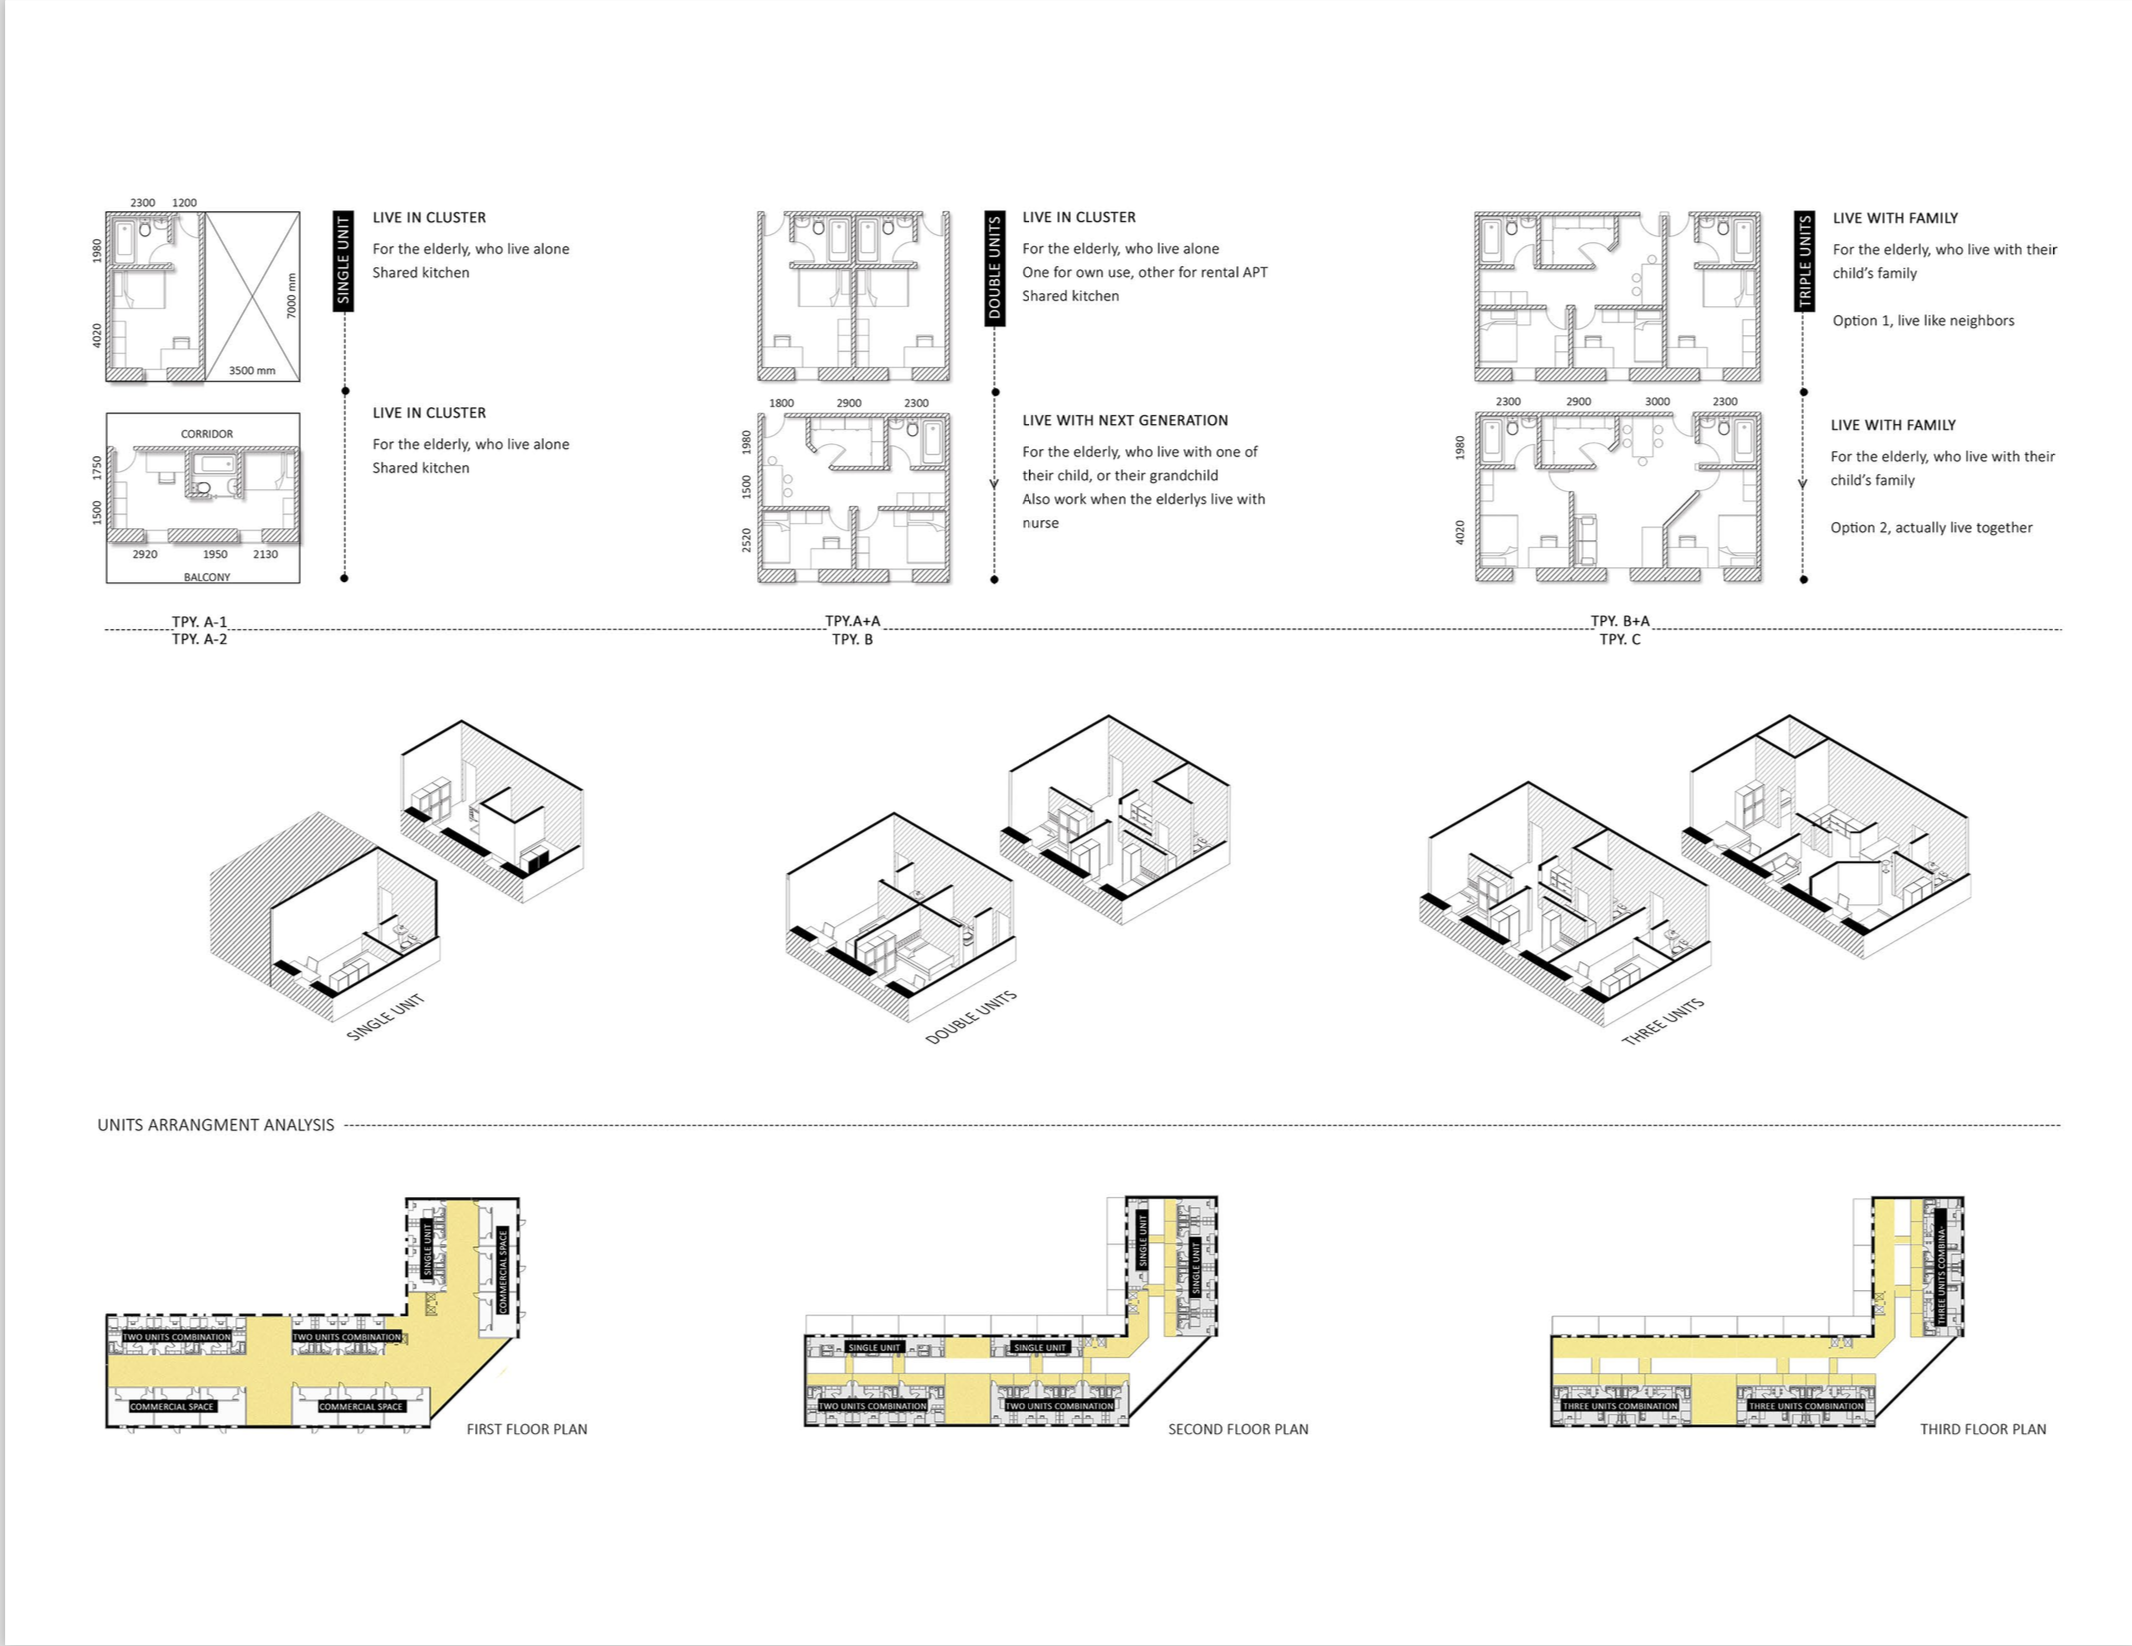 2300
1200
1980
4020
7000 mm
3500 mm
SINGLE UNIT
LIVE IN CLUSTER
For the elderly, who live alone
Shared kitchen
CORRIDOR
1750
1500
2920
1950
2130
BALCONY
LIVE IN CLUSTER
For the elderly, who live alone
Shared kitchen
TPY. A-1
TPY. A-2
DOUBLE UNITS
LIVE IN CLUSTER
For the elderly, who live alone
One for own use, other for rental APT
Shared kitchen
1800
2900
2300
1980
1500
2520
LIVE WITH NEXT GENERATION
For the elderly, who live with one of
their child, or their grandchild
Also work when the elderlys live with
nurse
TPY.A+A
TPY. B
TRIPLE UNITS
LIVE WITH FAMILY
For the elderly, who live with their
child's family
Option 1, live like neighbors
2300
2900
3000
2300
1980
4020
LIVE WITH FAMILY
For the elderly, who live with their
child's family
Option 2, actually live together
TPY. B+A
TPY. C
SINGLE UNIT
DOUBLE UNITS
THREE UNITS
UNITS ARRANGMENT ANALYSIS
SINGLE UNIT
COMMERCIAL SPACE
TWO UNITS COMBINATION
TWO UNITS COMBINATION
COMMERCIAL SPACE
COMMERCIAL SPACE
FIRST FLOOR PLAN
SINGLE UNIT
SINGLE UNIT
SINGLE UNIT
SINGLE UNIT
TWO UNITS COMBINATION
TWO UNITS COMBINATION
SECOND FLOOR PLAN
THREE UNITS COMBINA-
THREE UNITS COMBINATION
THREE UNITS COMBINATION
THIRD FLOOR PLAN